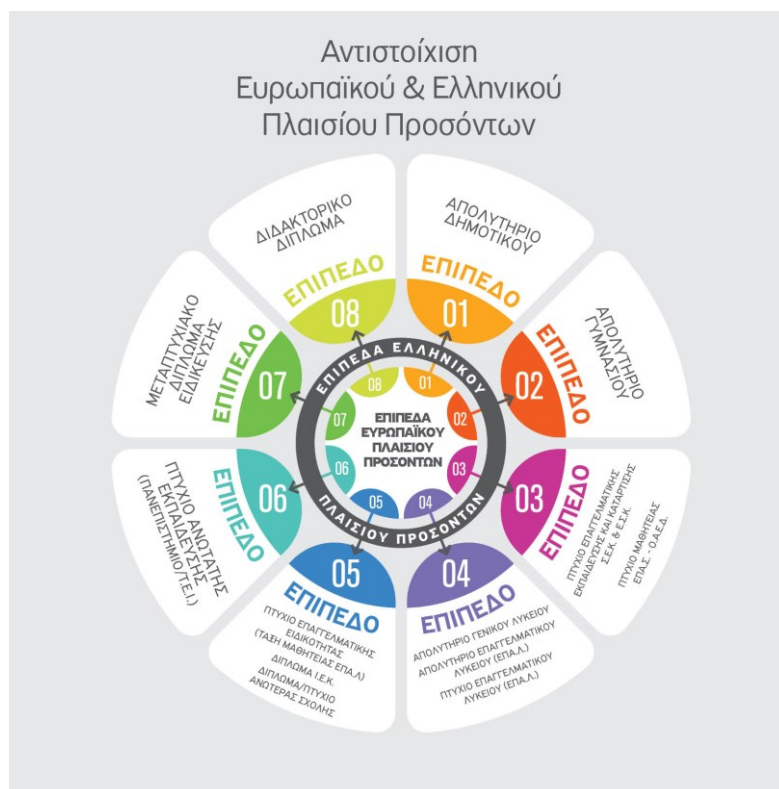 Αντιστοίχιση
Ευρωπαϊκού & Ελληνικού
Πλαισίου Προσόντων
ΑΠΟΛΥΤΗΡΙΟ
ΔΗΜΟΤΙΚΟΥ
ΕΠΙΠΕΔΟ
01
ΑΠΟΛΥΤΗΡΙΟ
ΓΥΜΝΑΣΙΟΥ
ΕΠΙΠΕΔΟ
02
ΕΠΙΠΕΔΟ
03
ΠΤΥΧΙΟ ΕΠΑΓΓΕΛΜΑΤΙΚΗΣ
ΕΚΠΑΙΔΕΥΣΗΣ ΚΑΙ ΚΑΤΑΡΤΙΣΗΣ
Σ.Ε.Κ. & Ε.Σ.Κ.
ΠΤΥΧΙΟ ΜΑΘΗΤΕΙΑΣ
ΕΠΑ.Σ. - Ο.Α.Ε.Δ.
04
ΕΠΙΠΕΔΟ
ΑΠΟΛΥΤΗΡΙΟ ΓΕΝΙΚΟΥ ΛΥΚΕΙΟΥ
ΑΠΟΛΥΤΗΡΙΟ ΕΠΑΓΓΕΛΜΑΤΙΚΟΥ
ΛΥΚΕΙΟΥ (ΕΠΑ.Λ.)
ΠΤΥΧΙΟ ΕΠΑΓΓΕΛΜΑΤΙΚΟΥ
ΛΥΚΕΙΟΥ (ΕΠΑ.Λ.)
05
ΕΠΙΠΕΔΟ
ΠΤΥΧΙΟ ΕΠΑΓΓΕΛΜΑΤΙΚΗΣ
ΕΙΔΙΚΟΤΗΤΑΣ
(ΤΑΞΗ ΜΑΘΗΤΕΙΑΣ ΕΠΑ.Λ)
ΔΙΠΛΩΜΑ Ι.Ε.Κ.
ΔΙΠΛΩΜΑ/ΠΤΥΧΙΟ
ΑΝΩΤΕΡΑΣ ΣΧΟΛΗΣ
06
ΕΠΙΠΕΔΟ
ΠΤΥΧΙΟ ΑΝΩΤΑΤΗΣ
ΕΚΠΑΙΔΕΥΣΗΣ
(ΠΑΝΕΠΙΣΤΗΜΙΟ/Τ.Ε.Ι.)
ΜΕΤΑΠΤΥΧΙΑΚΟ
ΔΙΠΛΩΜΑ
ΕΙΔΙΚΕΥΣΗΣ
ΕΠΙΠΕΔΟ
07
ΔΙΔΑΚΤΟΡΙΚΟ
ΔΙΠΛΩΜΑ
ΕΠΙΠΕΔΟ
08
ΕΠΙΠΕΔΑ ΕΛΛΗΝΙΚΟΥ
ΠΛΑΙΣΙΟΥ ΠΡΟΣΟΝΤΩΝ
01
02
03
04
05
06
07
08
ΕΠΙΠΕΔΑ
ΕΥΡΩΠΑΪΚΟΥ
ΠΛΑΙΣΙΟΥ
ΠΡΟΣΟΝΤΩΝ